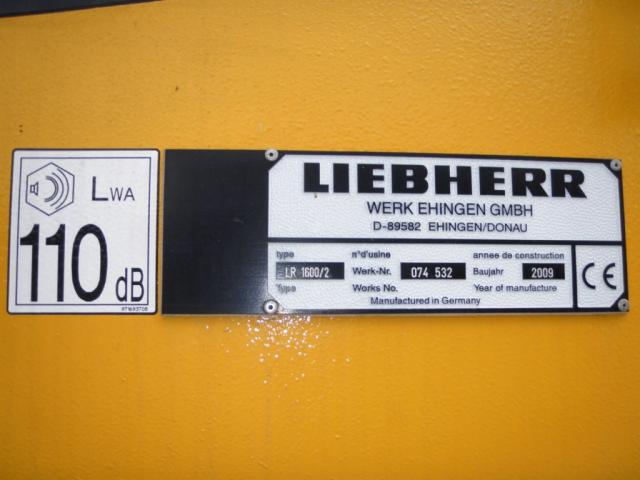 LWA
110 dB
LIEBHERR
WERK EHINGEN GMBH
D-89582 EHINGEN/DONAU
type n°d'usine annee de construction
LR 1600/2 Werk-Nr. 074 532 Baujahr 2009
Type Works No. Year of manufacture
Manufactured in Germany
CE